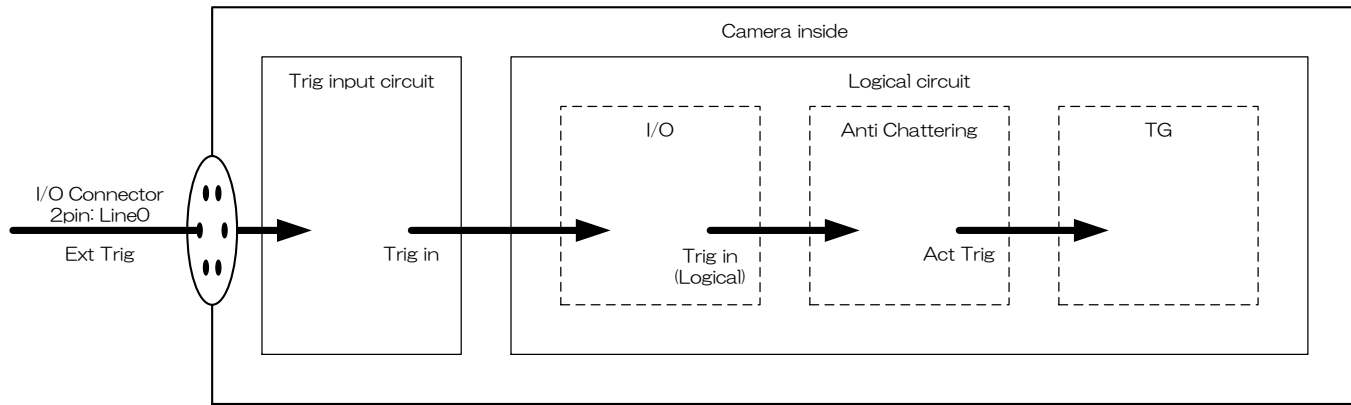 Camera inside
Trig input circuit
Logical circuit
I/O
Anti Chattering
TG
I/O Connector
2pin: Line0
Ext Trig
Trig in
Trig in
(Logical)
Act Trig